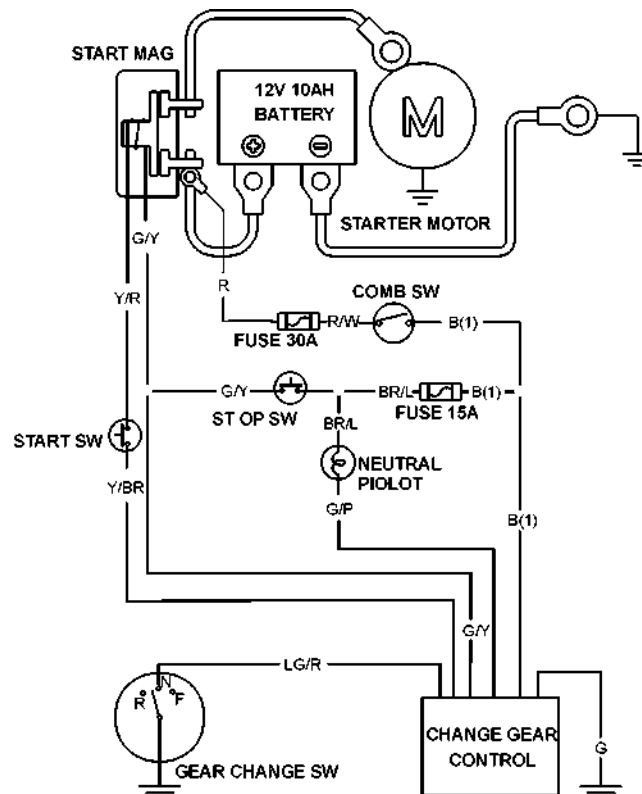 START MAG
12V 10AH
BATTERY
M
STARTER MOTOR
G/Y
Y/R
R
COMB SW
R/W
B(1)
FUSE 30A
G/Y
BR/L
B(1)
ST OP SW
FUSE 15A
START SW
BR/L
NEUTRAL
PIOLOT
Y/BR
G/P
B(1)
G/Y
LG/R
N
R
F
CHANGE GEAR
CONTROL
G
GEAR CHANGE SW